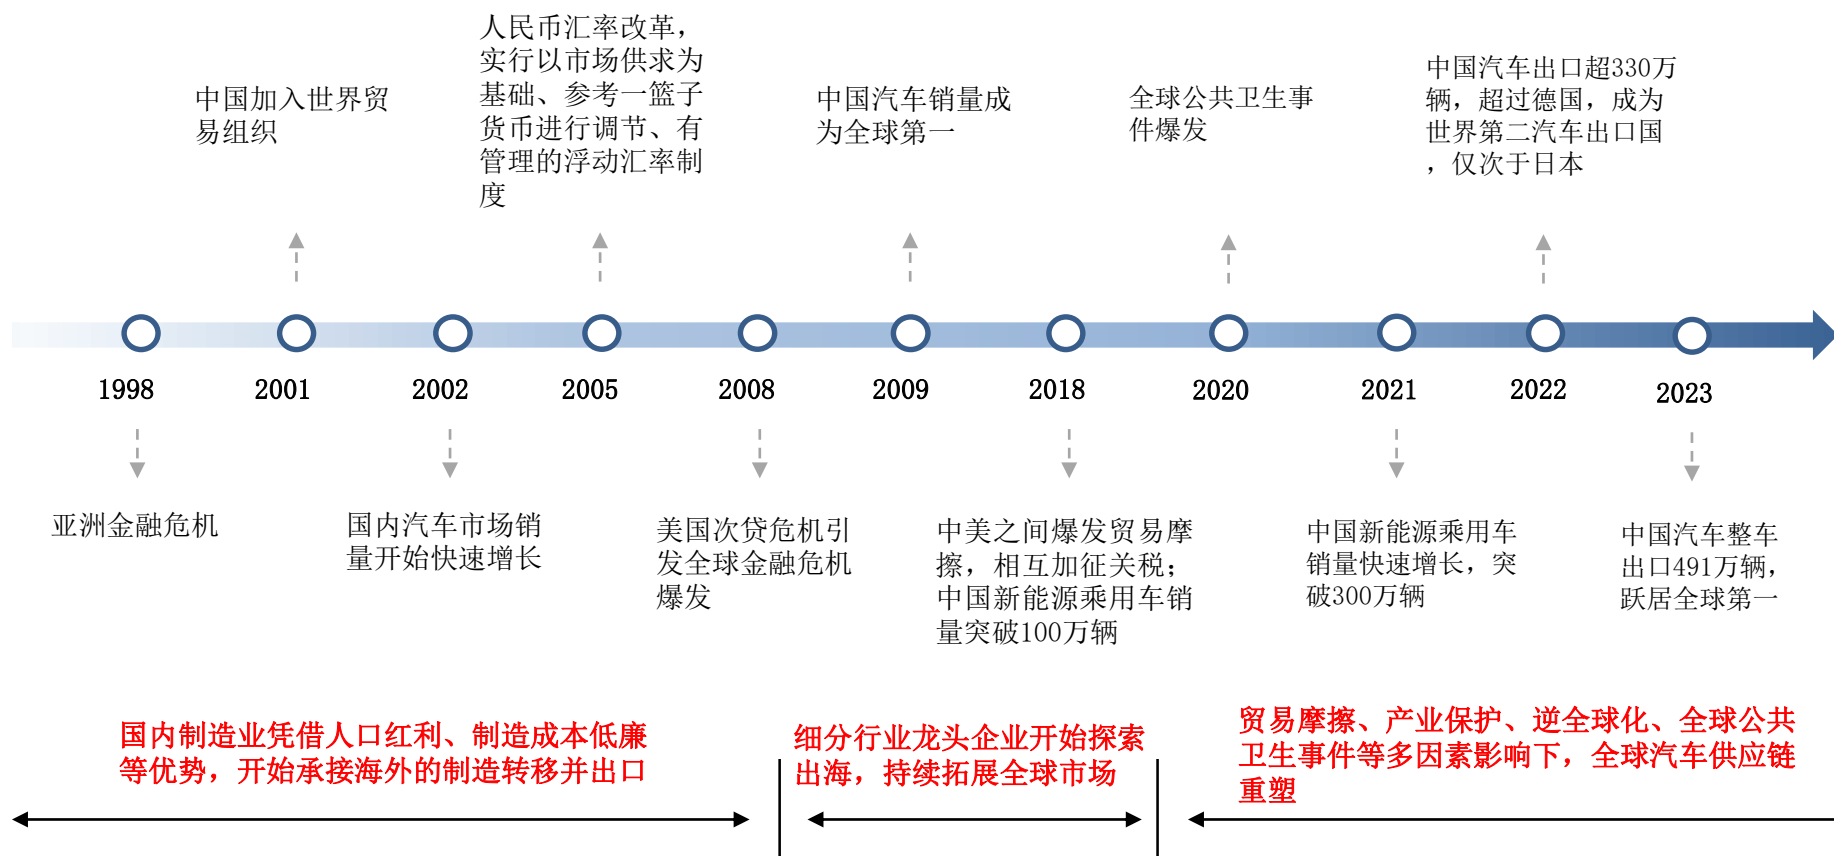 人民币汇率改革，
实行以市场供求为
基础、参考一篮子
货币进行调节、有
管理的浮动汇率制
度
中国加入世界贸
易组织
中国汽车销量成
为全球第一
全球公共卫生事
件爆发
中国汽车出口超330万
辆，超过德国，成为
世界第二汽车出口国
，仅次于日本
1998
2001
2002
2005
2008
2009
2018
2020
2021
2022
2023
亚洲金融危机
国内汽车市场销
量开始快速增长
美国次贷危机引
发全球金融危机
爆发
中美之间爆发贸易摩
擦，相互加征关税；
中国新能源乘用车销
量突破100万辆
中国新能源乘用车
销量快速增长，突
破300万辆
中国汽车整车
出口491万辆，
跃居全球第一
国内制造业凭借人口红利、制造成本低廉
等优势，开始承接海外的制造转移并出口
细分行业龙头企业开始探索
出海，持续拓展全球市场
贸易摩擦、产业保护、逆全球化、全球公共
卫生事件等多因素影响下，全球汽车供应链
重塑